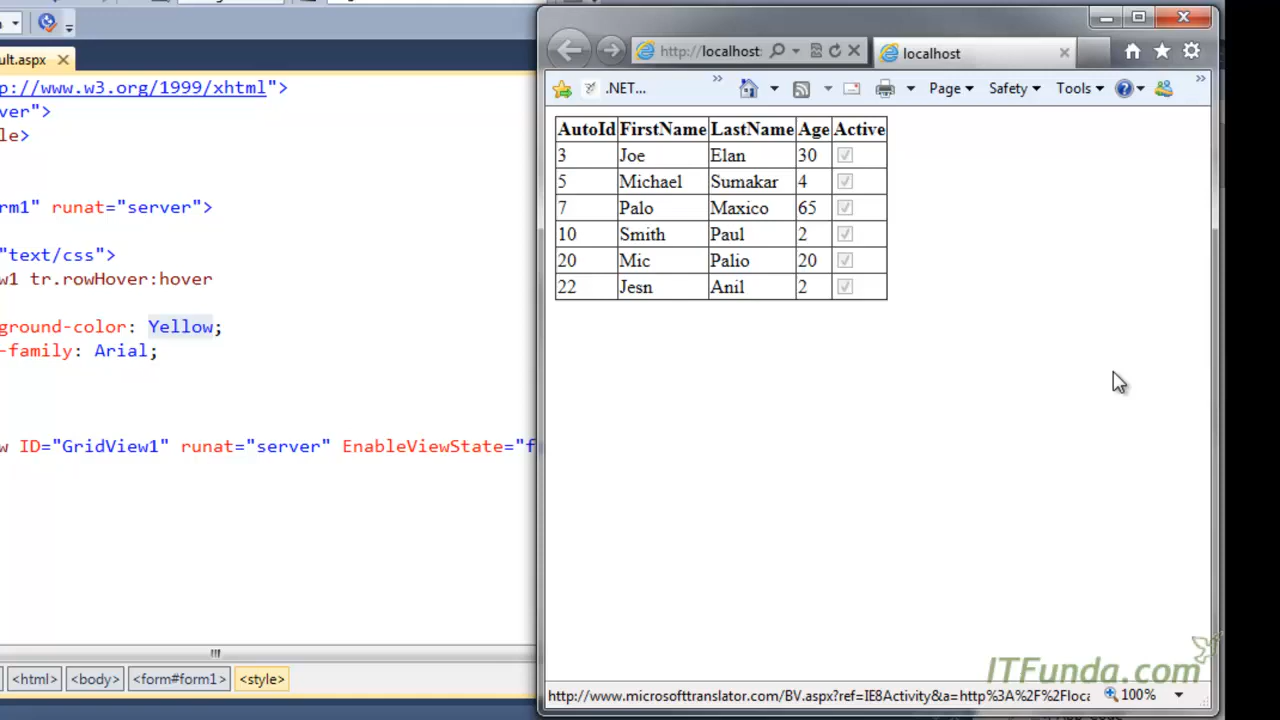 ult.aspx
p://www.w3.org/1999/xhtml">
ver">
le>
rm1" runat="server">
"text/css">
w1 tr.rowHover:hover
ground-color: Yellow;
-family: Arial;
w ID="GridView1" runat="server" EnableViewState="f
<html> <body> <form#form1> <style>
http://localhost:
localhost
.NET...
Page Safety Tools
AutoId FirstName LastName Age Active
3 Joe Elan 30
5 Michael Sumakar 4
7 Palo Maxico 65
10 Smith Paul 2
20 Mic Palio 20
22 Jesn Anil 2
ITFunda.com
http://www.microsofttranslator.com/BV.aspx?ref=IE8Activity&a=http%3A%2F%2Floca
100%